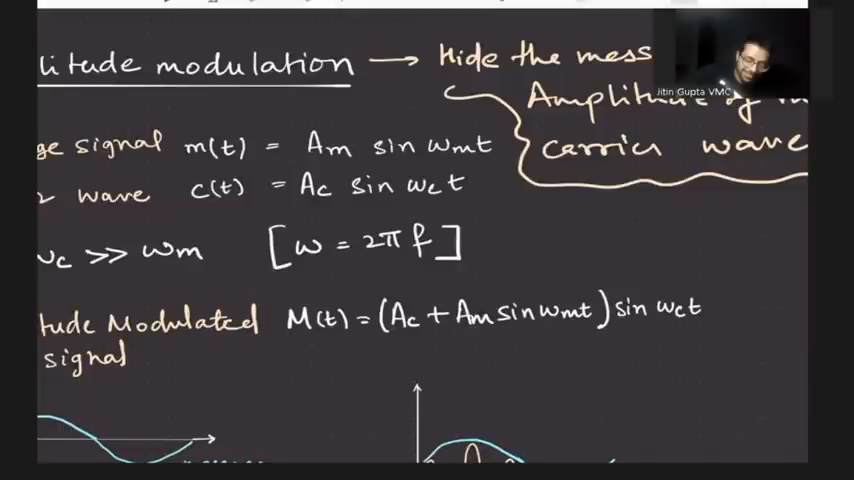 litude modulation → Hide the mess
Amplitude of
carrier wave
ge signal m(t) = Am sin ωmt
wave c(t) = Ac sin ωct
ωc >> ωm [ω = 2π f]
tude Modulated M(t) = (Ac + Am sin ωmt) sin ωct
signal
Jitin Gupta VMC